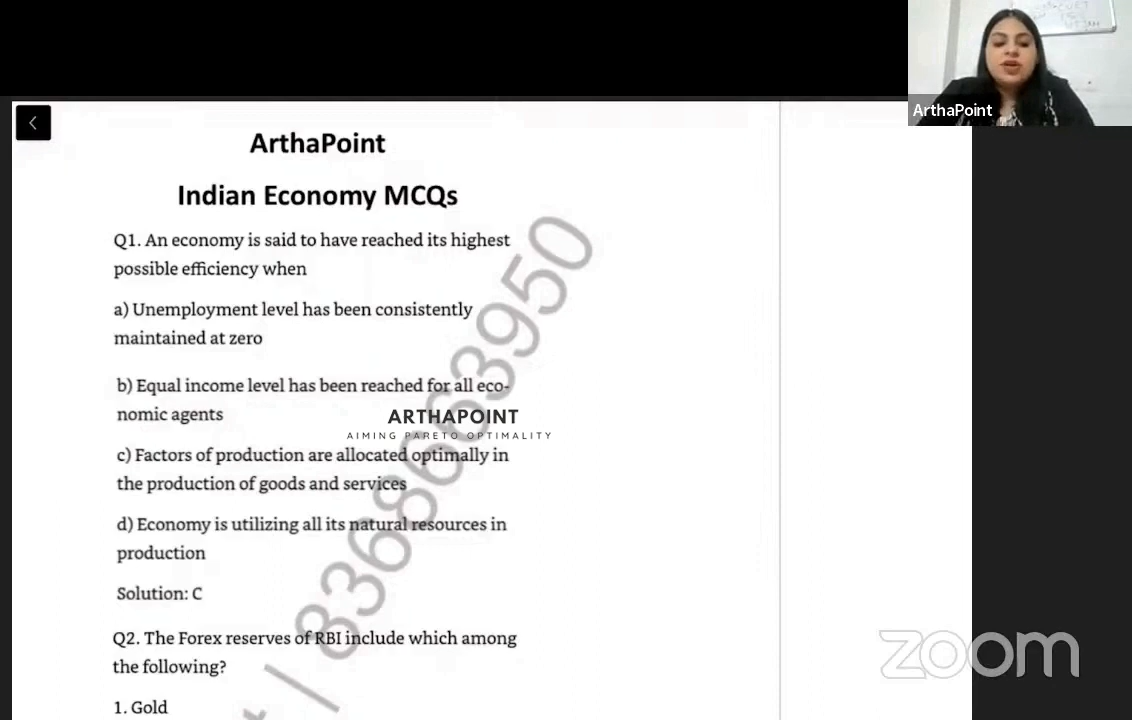 ArthaPoint
ArthaPoint
Indian Economy MCQs
Q1. An economy is said to have reached its highest
possible efficiency when
a) Unemployment level has been consistently
maintained at zero
b) Equal income level has been reached for all eco-
nomic agents
ARTHAPOINT
AIMING PARETO OPTIMALITY
c) Factors of production are allocated optimally in
the production of goods and services
d) Economy is utilizing all its natural resources in
production
Solution: C
Q2. The Forex reserves of RBI include which among
the following?
1. Gold
| 8368663950
zoom